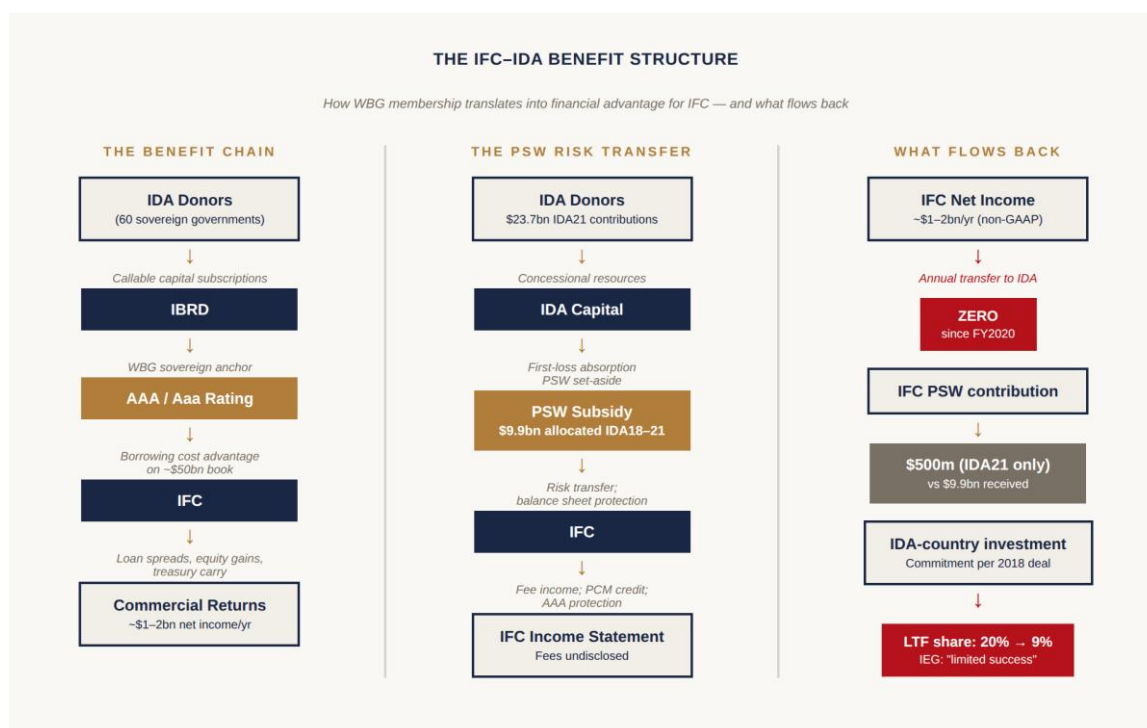 THE IFC–IDA BENEFIT STRUCTURE
How WBG membership translates into financial advantage for IFC — and what flows back
THE BENEFIT CHAIN
IDA Donors
(60 sovereign governments)
↓
Callable capital subscriptions
IBRD
↓
WBG sovereign anchor
AAA / Aaa Rating
↓
Borrowing cost advantage
on ~$50bn book
IFC
↓
Loan spreads, equity gains,
treasury carry
Commercial Returns
~$1–2bn net income/yr
THE PSW RISK TRANSFER
IDA Donors
$23.7bn IDA21 contributions
↓
Concessional resources
IDA Capital
↓
First-loss absorption
PSW set-aside
PSW Subsidy
$9.9bn allocated IDA18–21
↓
Risk transfer;
balance sheet protection
IFC
↓
Fee income; PCM credit;
AAA protection
IFC Income Statement
Fees undisclosed
WHAT FLOWS BACK
IFC Net Income
~$1–2bn/yr (non-GAAP)
↓
Annual transfer to IDA
ZERO
since FY2020
IFC PSW contribution
↓
$500m (IDA21 only)
vs $9.9bn received
IDA-country investment
Commitment per 2018 deal
↓
LTF share: 20% → 9%
IEG: "limited success"